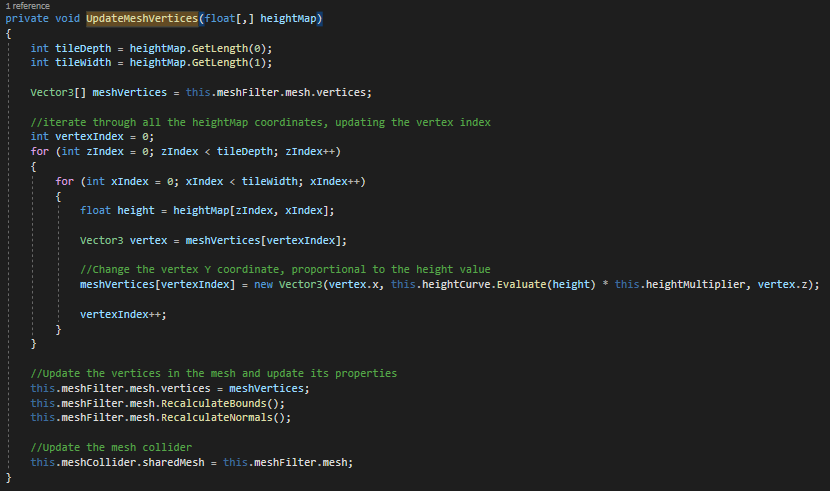 1 reference
private void UpdateMeshVertices(float[,] heightMap)
{
int tileDepth = heightMap.GetLength(0);
int tileWidth = heightMap.GetLength(1);
Vector3[] meshVertices = this.meshFilter.mesh.vertices;
//iterate through all the heightMap coordinates, updating the vertex index
int vertexIndex = 0;
for (int zIndex = 0; zIndex < tileDepth; zIndex++)
{
for (int xIndex = 0; xIndex < tileWidth; xIndex++)
{
float height = heightMap[zIndex, xIndex];
Vector3 vertex = meshVertices[vertexIndex];
//Change the vertex Y coordinate, proportional to the height value
meshVertices[vertexIndex] = new Vector3(vertex.x, this.heightCurve.Evaluate(height) * this.heightMultiplier, vertex.z);
vertexIndex++;
}
}
//Update the vertices in the mesh and update its properties
this.meshFilter.mesh.vertices = meshVertices;
this.meshFilter.mesh.RecalculateBounds();
this.meshFilter.mesh.RecalculateNormals();
//Update the mesh collider
this.meshCollider.sharedMesh = this.meshFilter.mesh;
}